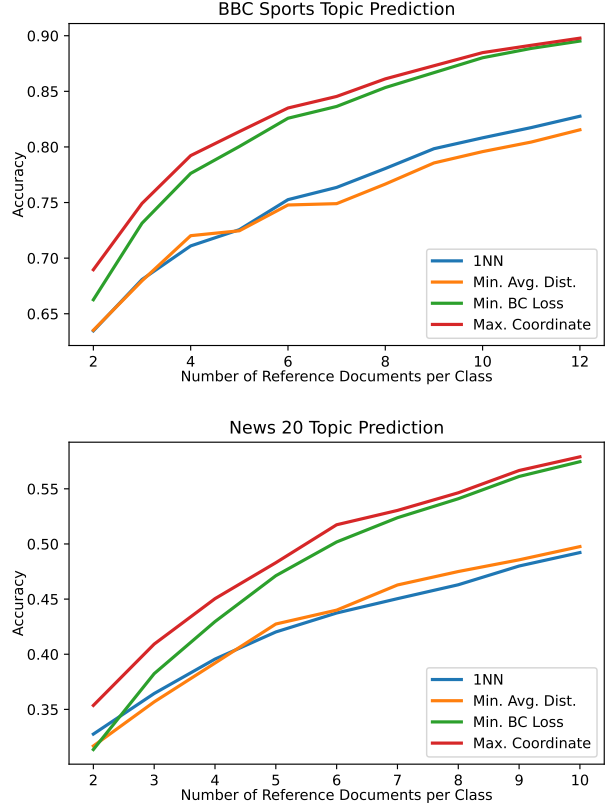 BBC Sports Topic Prediction
0.90
0.85
0.80
0.75
0.70
0.65
Accuracy
1NN
Min. Avg. Dist.
Min. BC Loss
Max. Coordinate
2 4 6 8 10 12
Number of Reference Documents per Class
News 20 Topic Prediction
0.55
0.50
0.45
0.40
0.35
Accuracy
1NN
Min. Avg. Dist.
Min. BC Loss
Max. Coordinate
2 3 4 5 6 7 8 9 10
Number of Reference Documents per Class